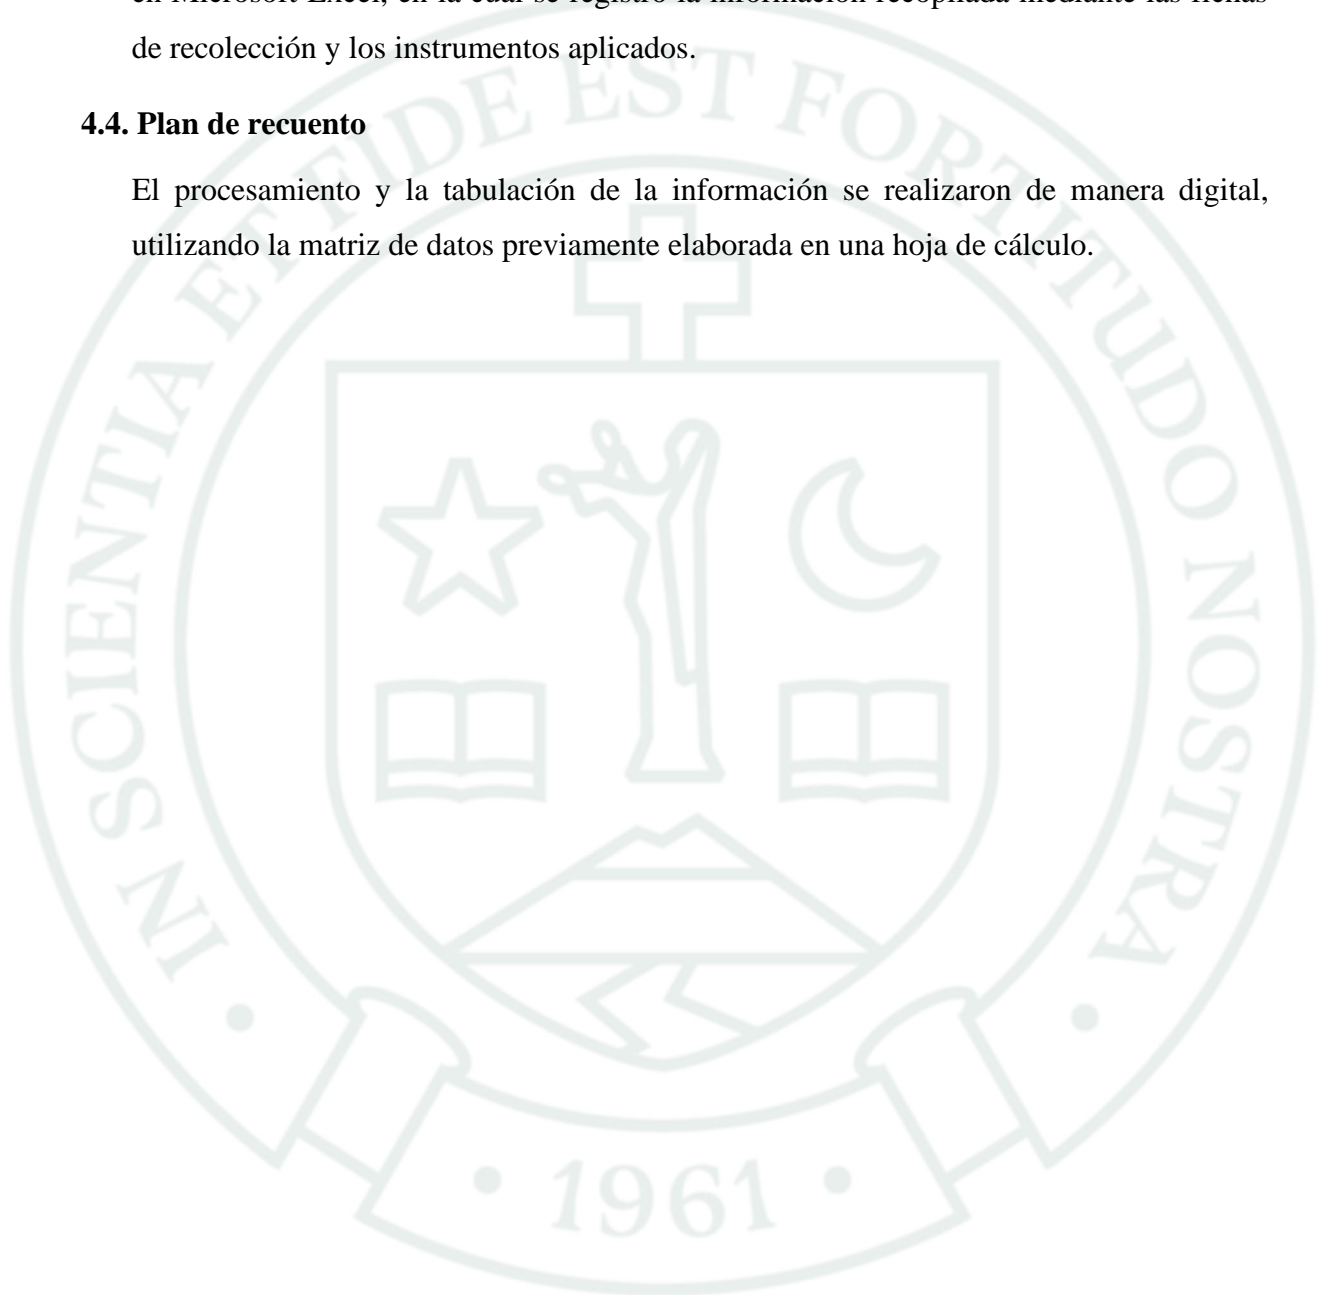 en Microsoft Excel, en la cual se registró la información recopilada mediante las fichas
de recolección y los instrumentos aplicados.
4.4. Plan de recuento
El procesamiento y la tabulación de la información se realizaron de manera digital,
utilizando la matriz de datos previamente elaborada en una hoja de cálculo.
IN SCIENTIA ET FIDE EST FORTITUDO NOSTRA
• 1961 •